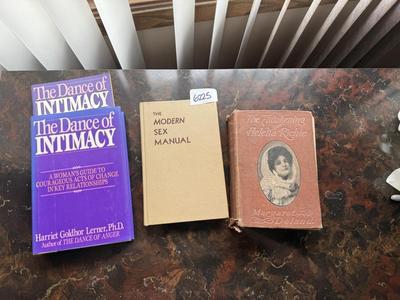 The Dance of
INTIMACY
The Dance of
INTIMACY
A WOMAN'S GUIDE TO
COURAGEOUS ACTS OF CHANGE
IN KEY RELATIONSHIPS
Harriet Goldhor Lerner, Ph.D.
Author of THE DANCE OF ANGER
6225
THE
MODERN
SEX
MANUAL
The Awakening
of
Helena Richie
Margaret
Deland